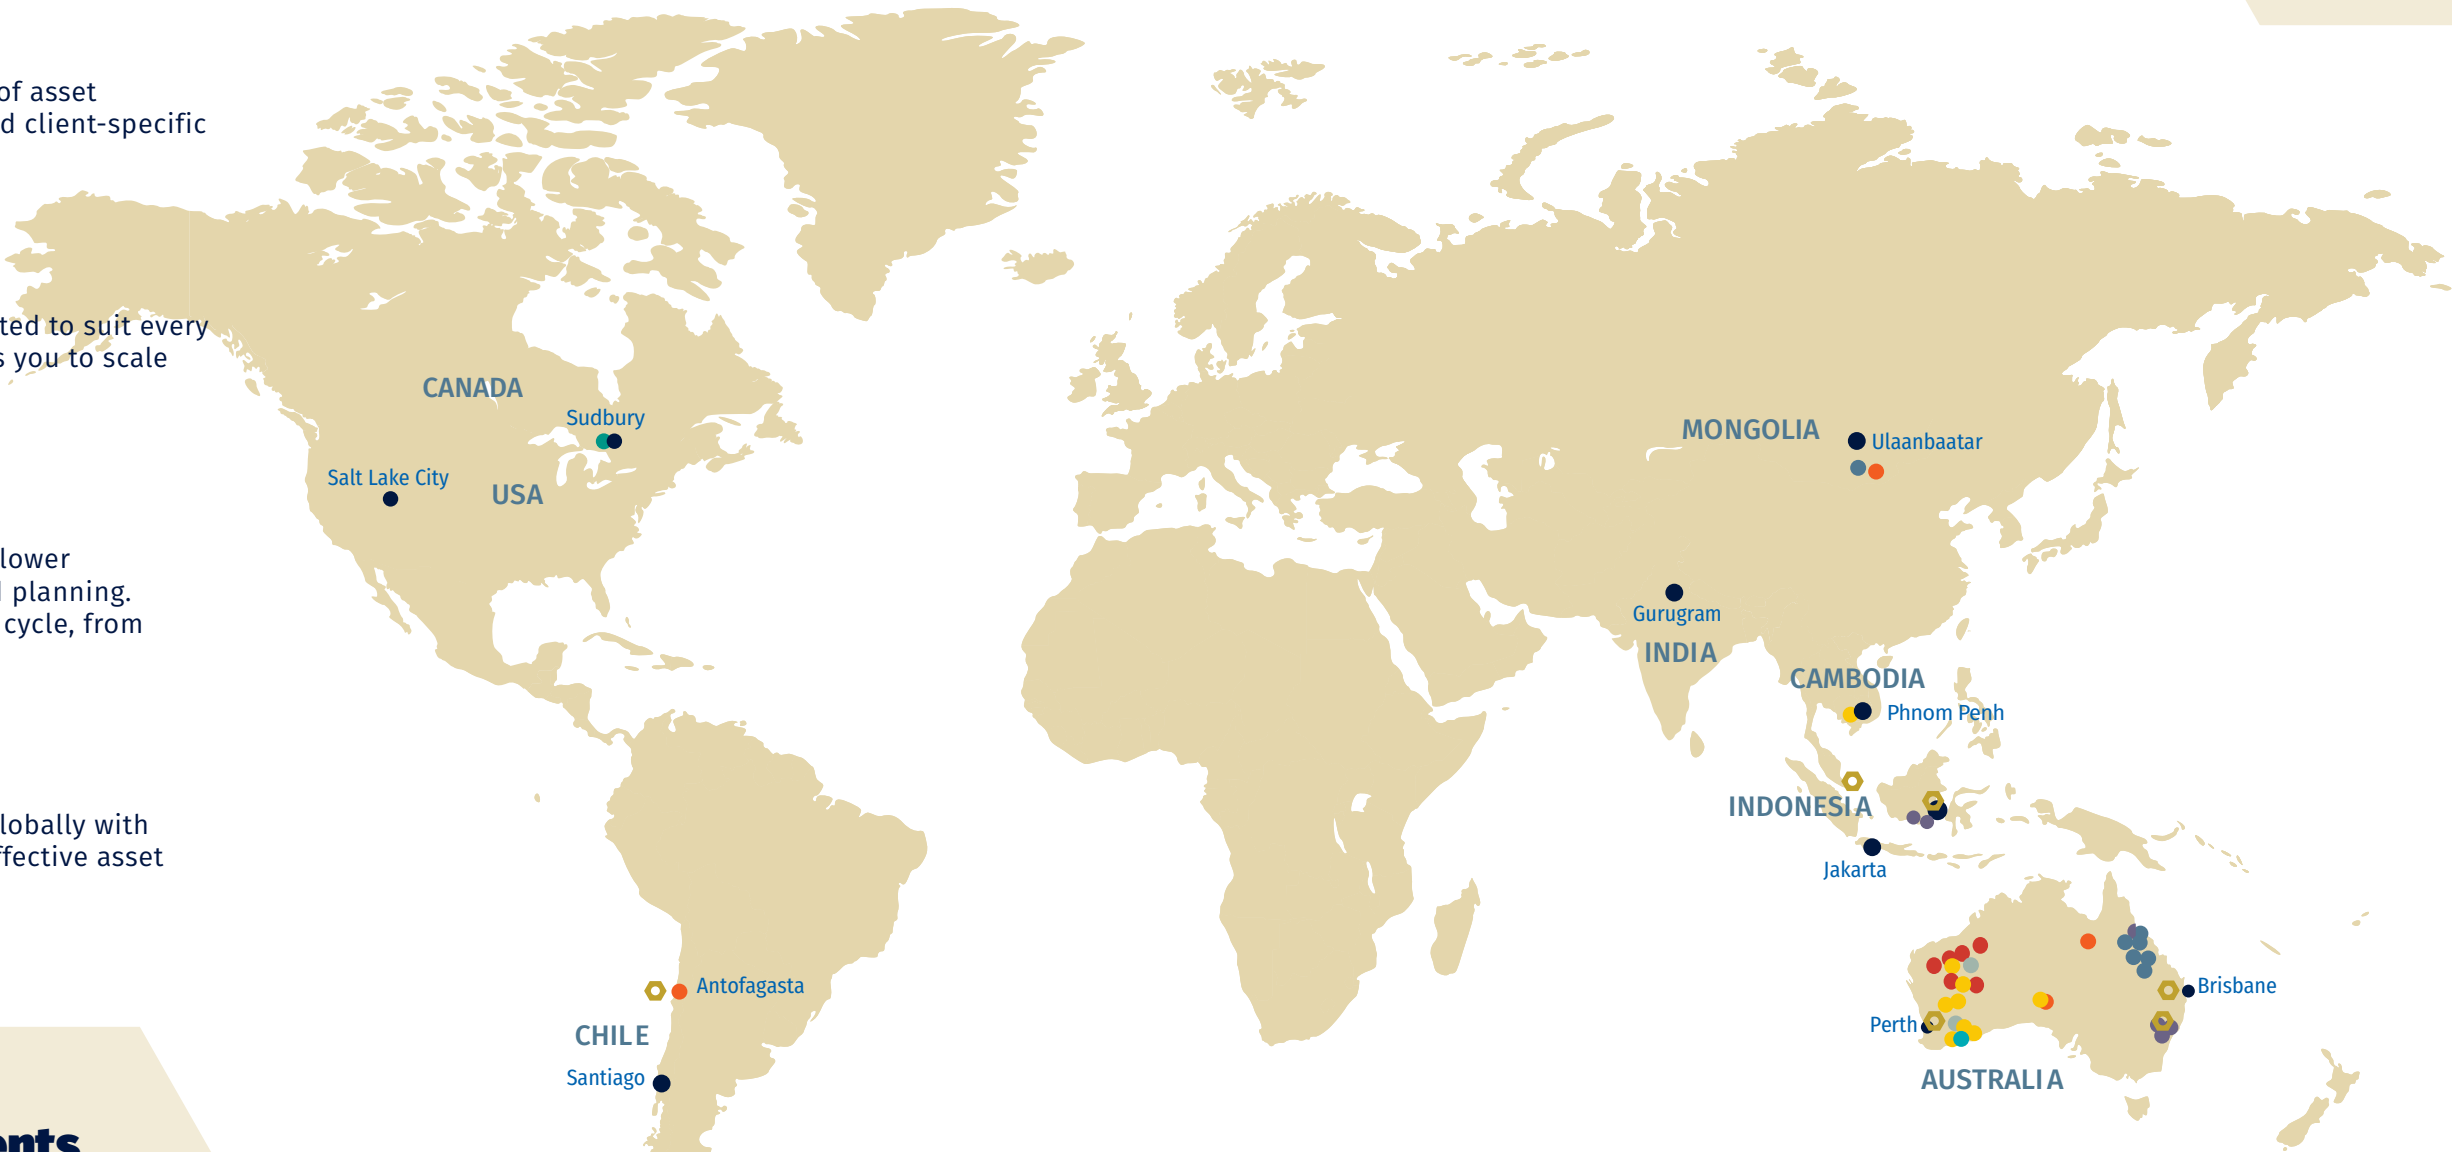 of asset
d client-specific
ted to suit every
s you to scale
lower
planning.
cycle, from
lobally with
ffective asset
ents
CANADA
Sudbury
Salt Lake City
USA
MONGOLIA
Ulaanbaatar
Gurugram
INDIA
CAMBODIA
Phnom Penh
INDONESIA
Jakarta
Antofagasta
CHILE
Santiago
Brisbane
Perth
AUSTRALIA